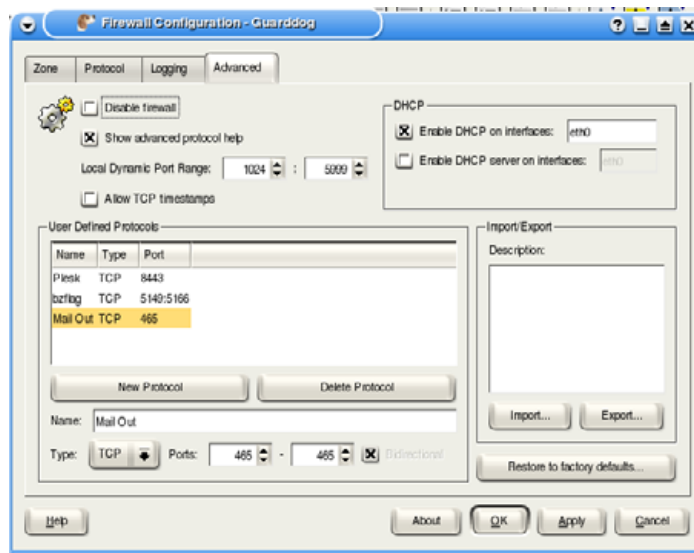 Firewall Configuration - Guarddog
Zone Protocol Logging Advanced
Disable firewall
Show advanced protocol help
Local Dynamic Port Range: 1024 : 5999
Allow TCP timestamps
DHCP
Enable DHCP on interfaces: eth0
Enable DHCP server on interfaces: eth0
User Defined Protocols
Name Type Port
Plesk TCP 8443
bzflag TCP 5149:5166
Mail Out TCP 465
New Protocol Delete Protocol
Name: Mail Out
Type: TCP Ports: 465 - 465 Bidirectional
Import/Export
Description:
Import... Export...
Restore to factory defaults...
Help About OK Apply Cancel